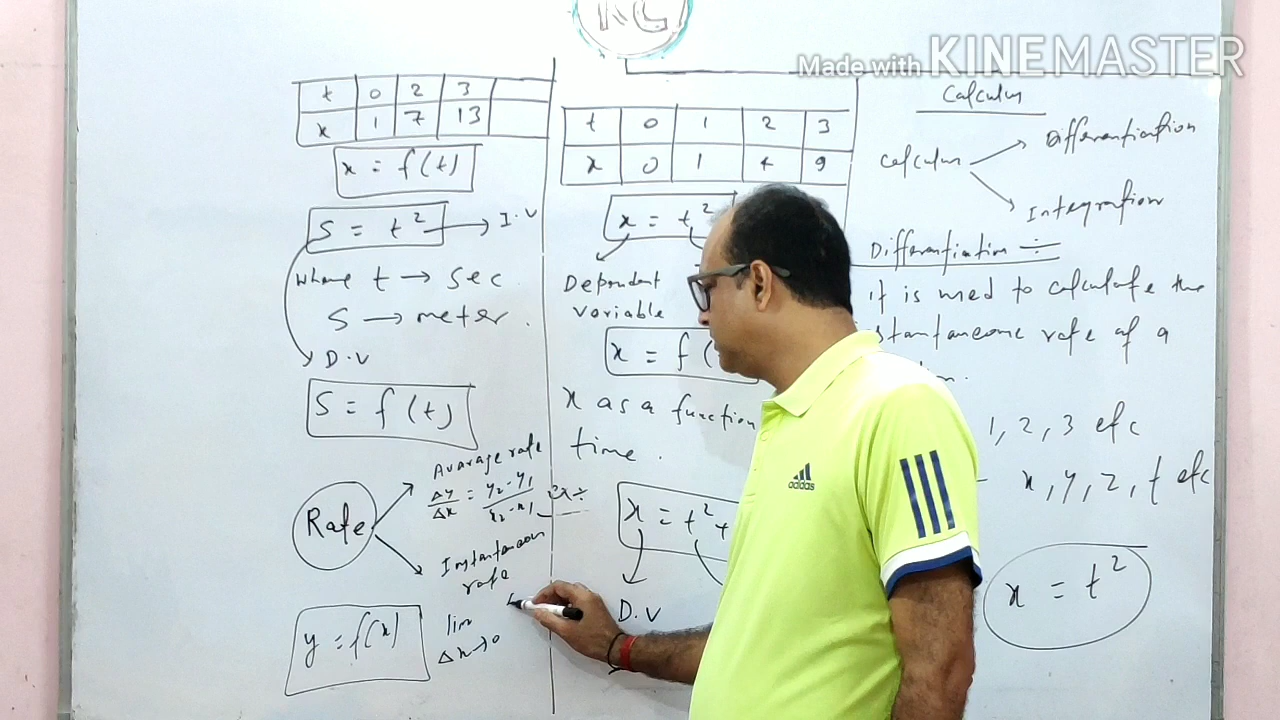 RC
Made with KINEMASTER
t 0 2 3
x 1 7 13
x = f(t)
S = t² → I.V
where t → sec
S → meter.
D.V
S = f(t)
Rate
Avarage rate
Δy/Δx = y₂-y₁/x₂-x₁
Instantaneous
rate
lim
Δx→0
y = f(x)
t 0 1 2 3
x 0 1 4 9
x = t²
Dependent
variable
x = f(
x as a function
time.
x = t² +
D.V
Calculus
Calculus → Differentiation
→ Integration
Differentiation ÷
it is used to calculate the
stantaneous rate of a
1, 2, 3 etc
x, y, z, t etc
x = t²
adidas